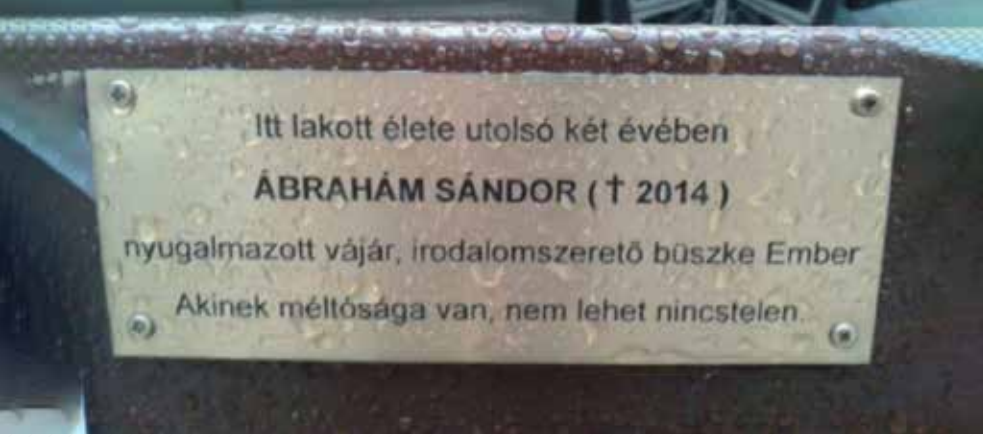 Itt lakott élete utolsó két évében
ÁBRAHÁM SÁNDOR ( † 2014 )
nyugalmazott vájár, irodalomszerető büszke Ember
Akinek méltósága van, nem lehet nincstelen.